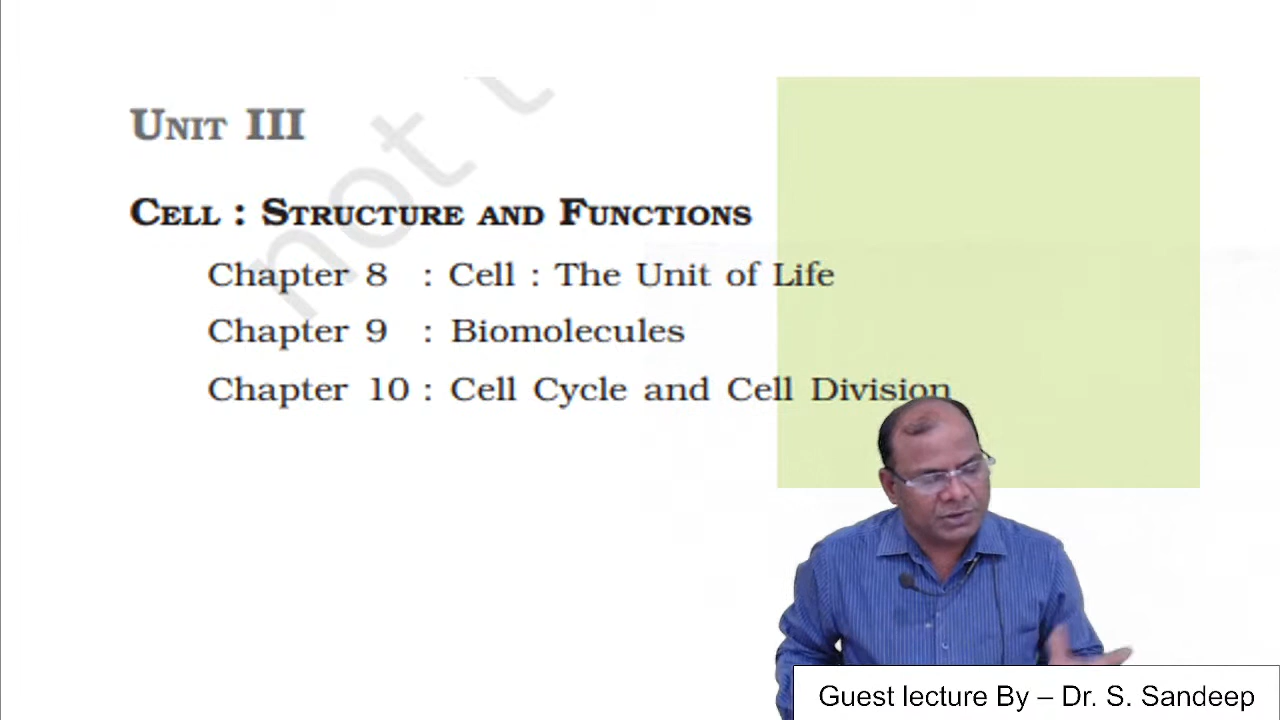 UNIT III
CELL : STRUCTURE AND FUNCTIONS
Chapter 8 : Cell : The Unit of Life
Chapter 9 : Biomolecules
Chapter 10 : Cell Cycle and Cell Division
not
Guest lecture By – Dr. S. Sandeep